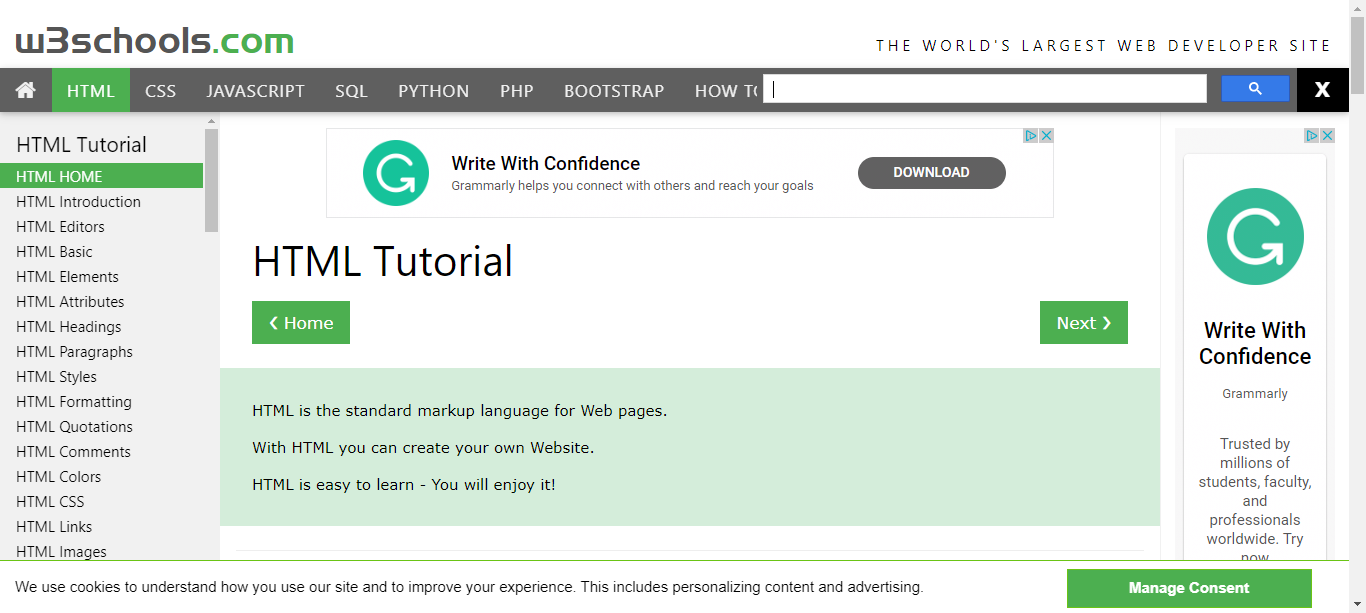 w3schools.com
THE WORLD'S LARGEST WEB DEVELOPER SITE
HTML CSS JAVASCRIPT SQL PYTHON PHP BOOTSTRAP HOW X
HTML Tutorial
HTML HOME
HTML Introduction
HTML Editors
HTML Basic
HTML Elements
HTML Attributes
HTML Headings
HTML Paragraphs
HTML Styles
HTML Formatting
HTML Quotations
HTML Comments
HTML Colors
HTML CSS
HTML Links
HTML Images
Write With Confidence
Grammarly helps you connect with others and reach your goals
DOWNLOAD
HTML Tutorial
❮ Home
Next ❯
HTML is the standard markup language for Web pages.
With HTML you can create your own Website.
HTML is easy to learn - You will enjoy it!
Write With
Confidence
Grammarly
Trusted by
millions of
students, faculty,
and
professionals
worldwide. Try
now
We use cookies to understand how you use our site and to improve your experience. This includes personalizing content and advertising.
Manage Consent